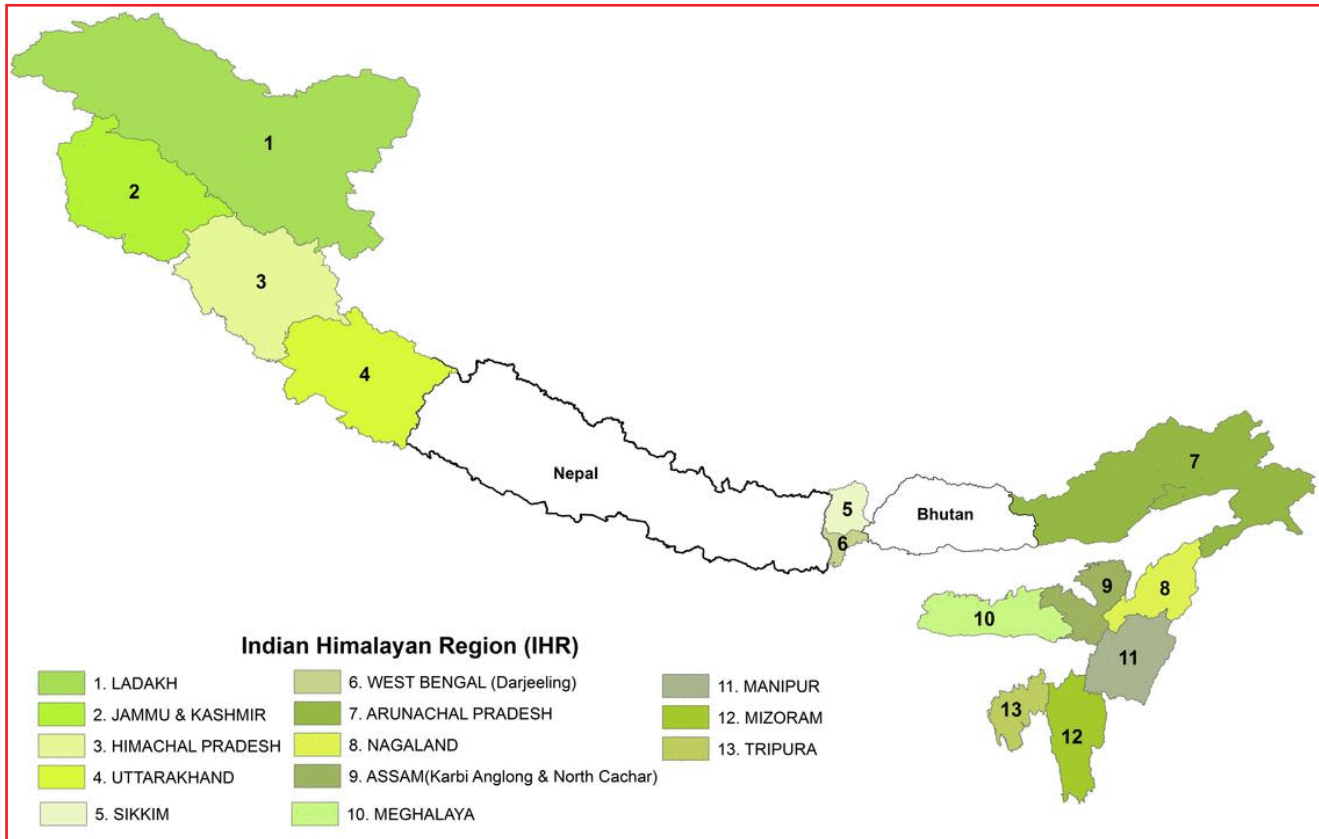 1
2
3
4
Nepal
5
6
Bhutan
7
8
9
10
11
12
13
Indian Himalayan Region (IHR)
1. LADAKH
2. JAMMU & KASHMIR
3. HIMACHAL PRADESH
4. UTTARAKHAND
5. SIKKIM
6. WEST BENGAL (Darjeeling)
7. ARUNACHAL PRADESH
8. NAGALAND
9. ASSAM(Karbi Anglong & North Cachar)
10. MEGHALAYA
11. MANIPUR
12. MIZORAM
13. TRIPURA